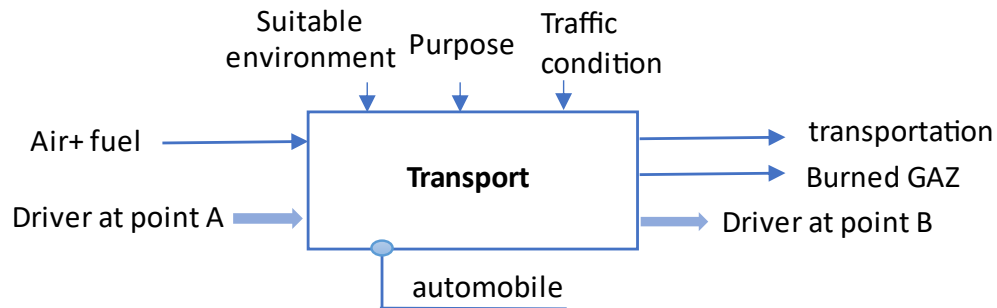 Suitable
environment
Purpose
Traffic
condition
Air+ fuel
transportation
Transport
Burned GAZ
Driver at point A
Driver at point B
automobile